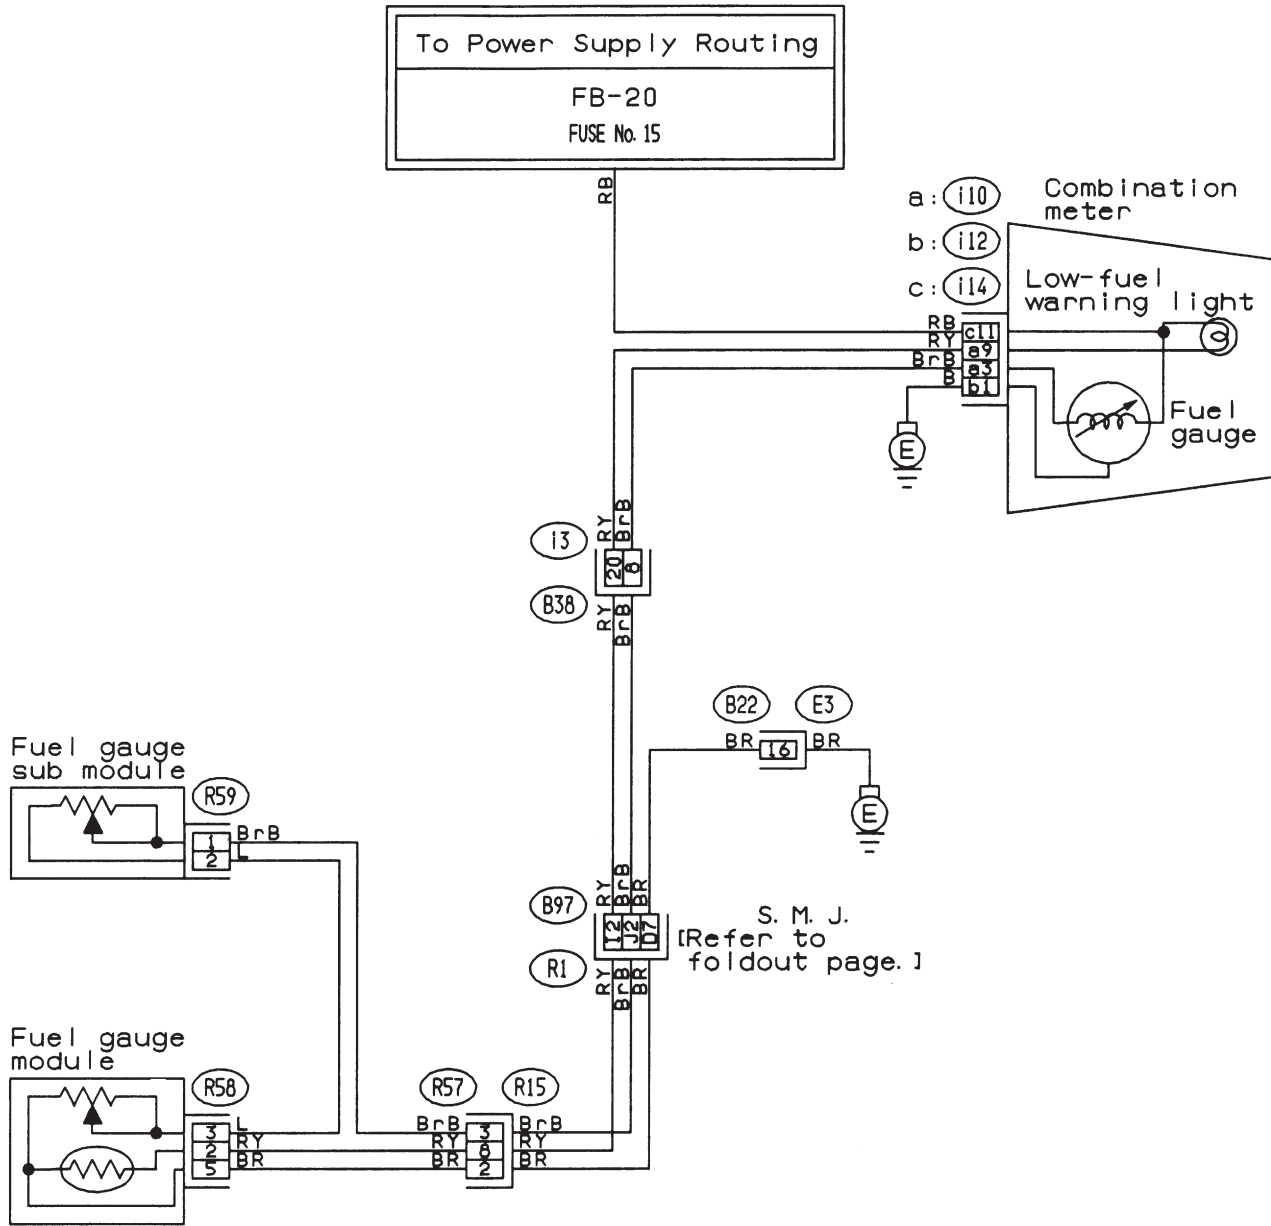 To Power Supply Routing
FB-20
FUSE No. 15
RB
a: i10
b: i12
c: i14
Combination
meter
Low-fuel
warning light
RB
RY
BrB
B
c11
a9
a3
b1
Fuel
gauge
E
RY
BrB
i3
20
8
B38
RY
BrB
B22
E3
BR
16
BR
E
Fuel gauge
sub module
R59
1
2
BrB
L
RY
BrB
BR
B97
I2
J2
D7
S. M. J.
[Refer to
foldout page. ]
R1
RY
BrB
BR
Fuel gauge
module
R58
3
2
5
L
RY
BR
R57
R15
BrB
RY
BR
3
8
2
BrB
RY
BR